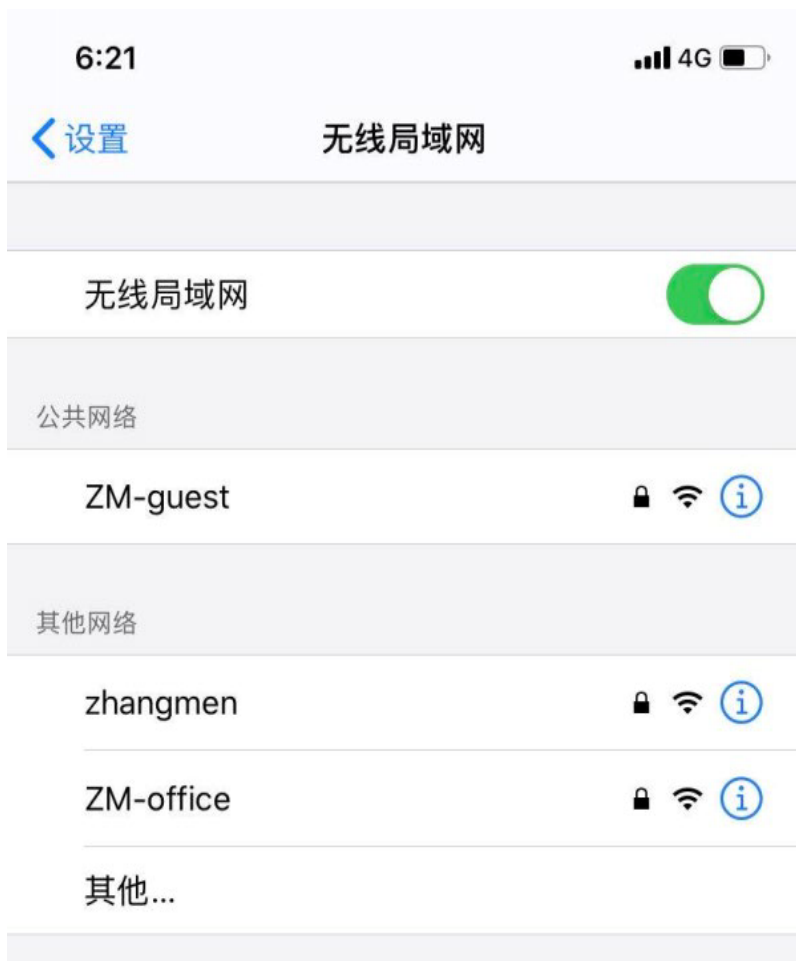 6:21 4G
设置 无线局域网
无线局域网
公共网络
ZM-guest
其他网络
zhangmen
ZM-office
其他...